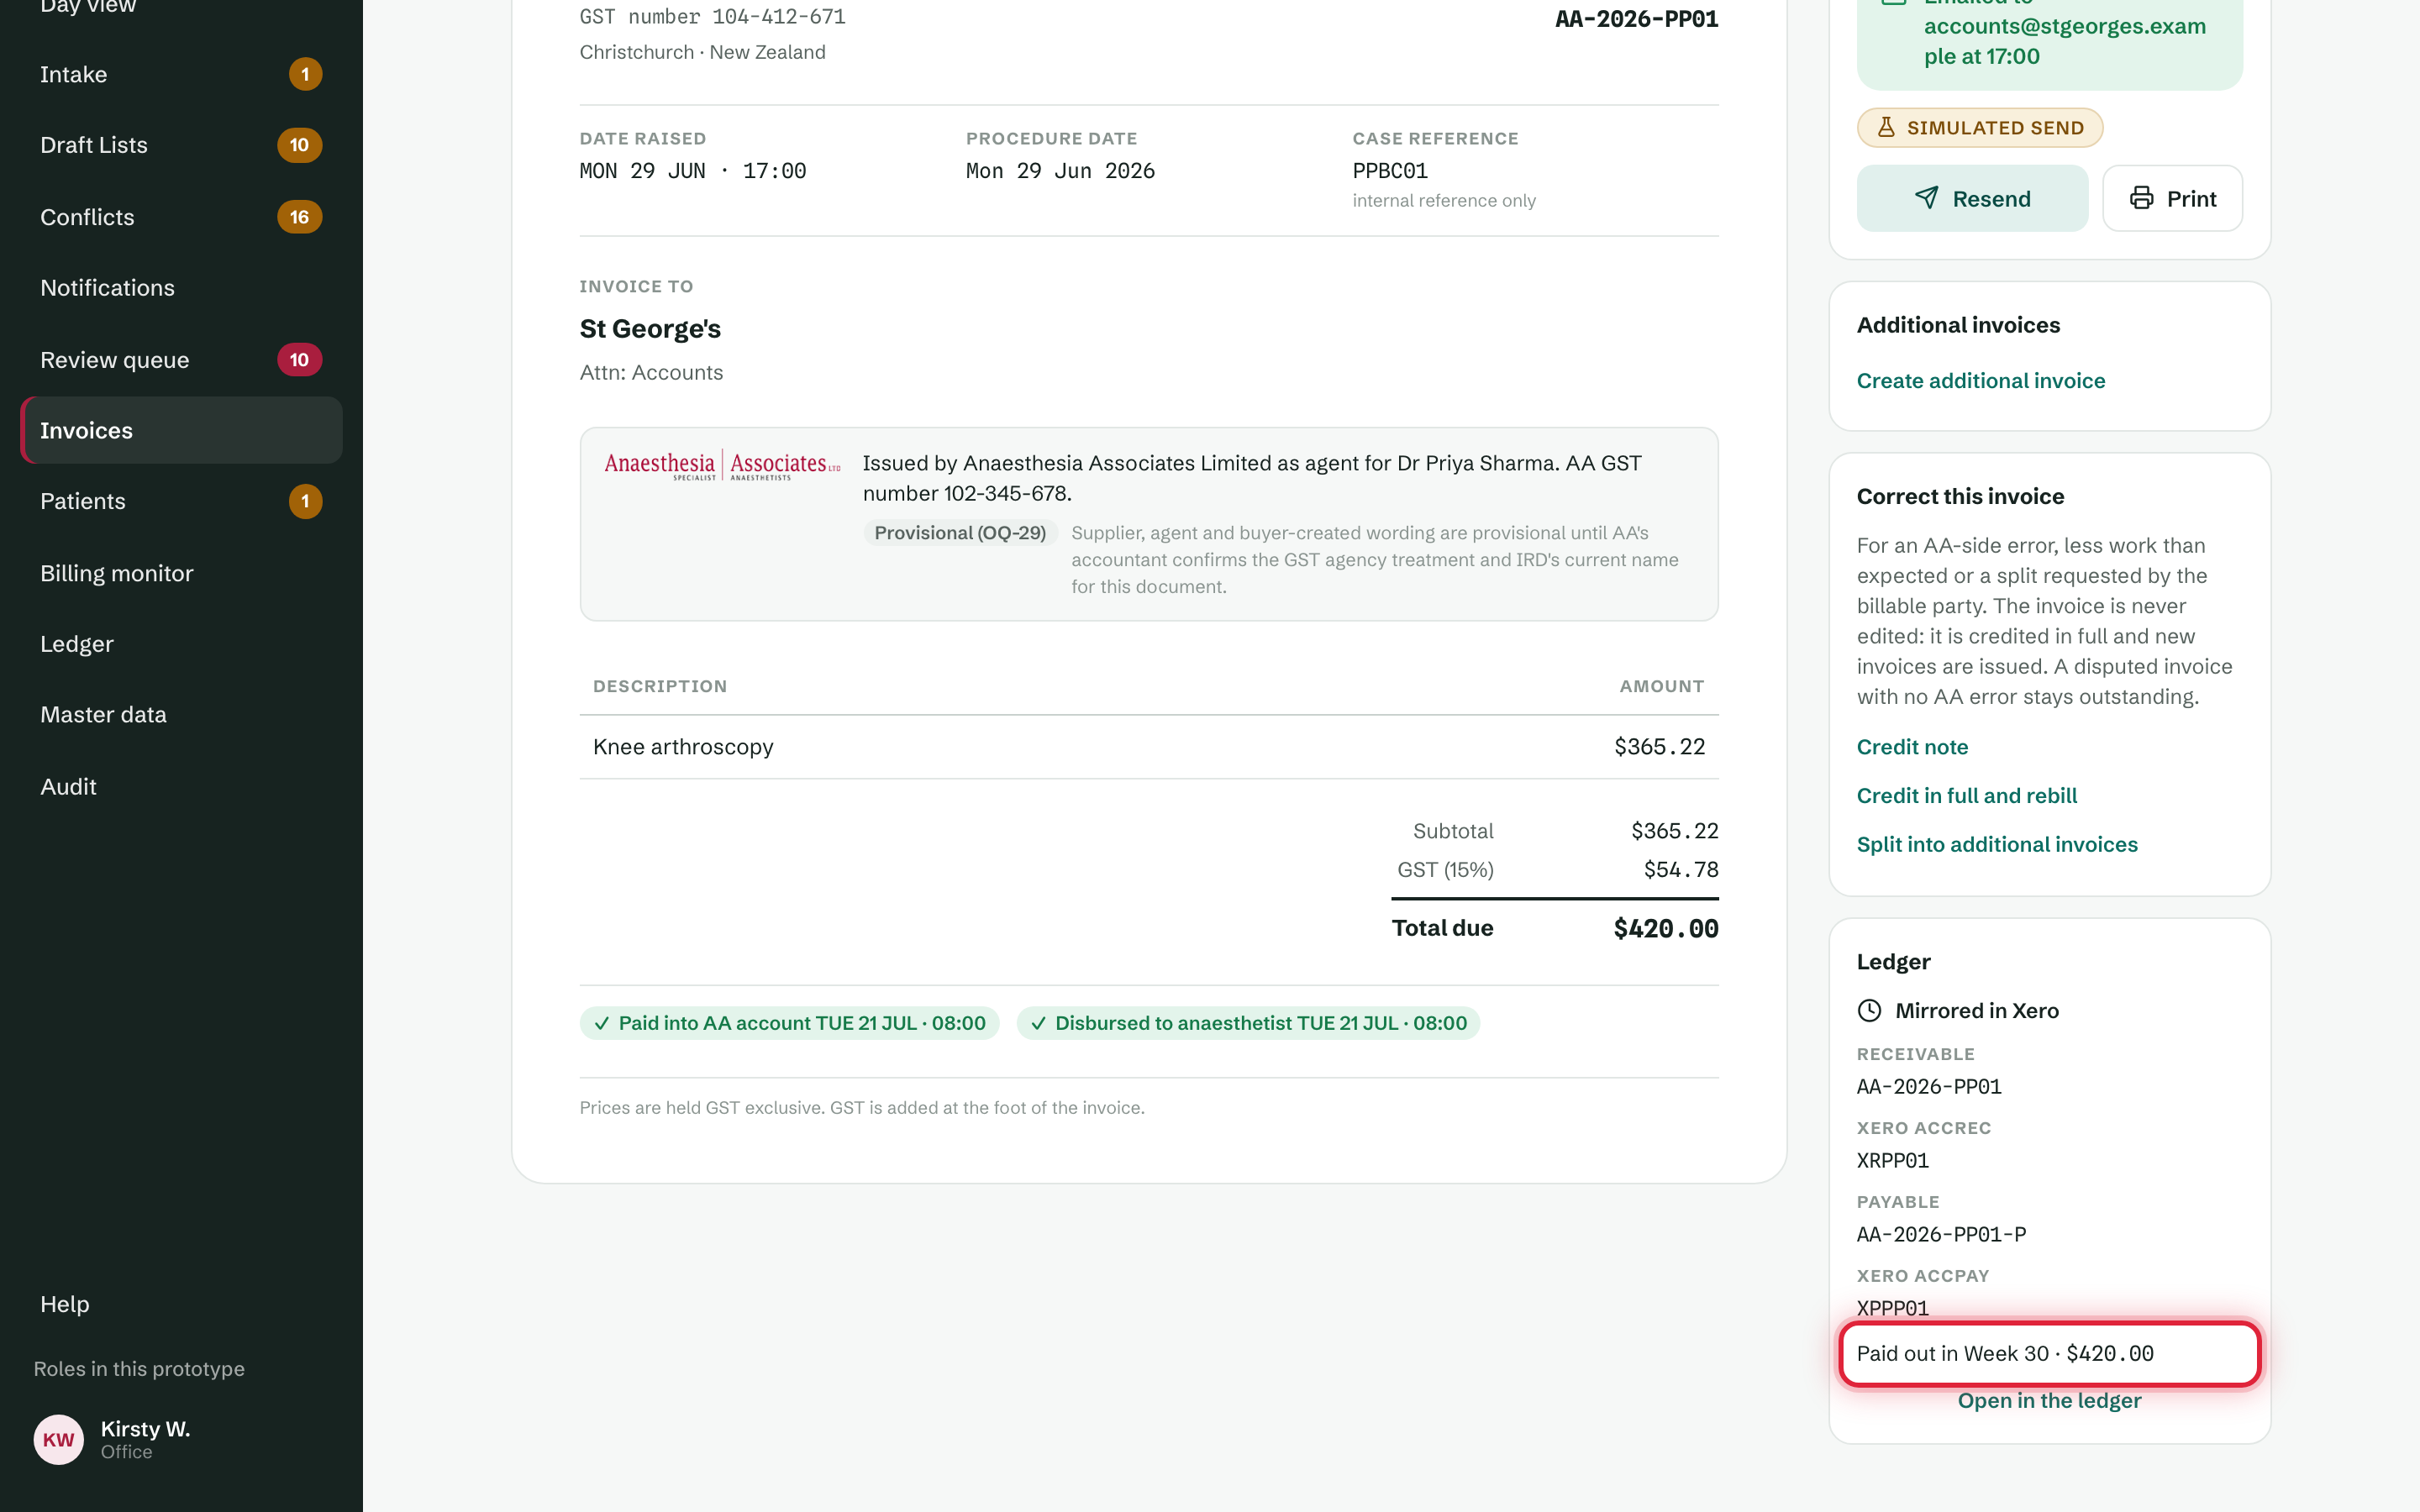 Day view
Intake 1
Draft Lists 10
Conflicts 16
Notifications
Review queue 10
Invoices
Patients 1
Billing monitor
Ledger
Master data
Audit
Help
Roles in this prototype
KW
Kirsty W.
Office
GST number 104-412-671
AA-2026-PP01
Christchurch · New Zealand
DATE RAISED
MON 29 JUN · 17:00
PROCEDURE DATE
Mon 29 Jun 2026
CASE REFERENCE
PPBC01
internal reference only
INVOICE TO
St George's
Attn: Accounts
Anaesthesia Associates LTD
SPECIALIST ANAESTHETISTS
Issued by Anaesthesia Associates Limited as agent for Dr Priya Sharma. AA GST
number 102-345-678.
Provisional (OQ-29)
Supplier, agent and buyer-created wording are provisional until AA's
accountant confirms the GST agency treatment and IRD's current name
for this document.
DESCRIPTION AMOUNT
Knee arthroscopy $365.22
Subtotal $365.22
GST (15%) $54.78
Total due $420.00
Paid into AA account TUE 21 JUL · 08:00
Disbursed to anaesthetist TUE 21 JUL · 08:00
Prices are held GST exclusive. GST is added at the foot of the invoice.
Emailed to
accounts@stgeorges.exam
ple at 17:00
SIMULATED SEND
Resend
Print
Additional invoices
Create additional invoice
Correct this invoice
For an AA-side error, less work than
expected or a split requested by the
billable party. The invoice is never
edited: it is credited in full and new
invoices are issued. A disputed invoice
with no AA error stays outstanding.
Credit note
Credit in full and rebill
Split into additional invoices
Ledger
Mirrored in Xero
RECEIVABLE
AA-2026-PP01
XERO ACCREC
XRPP01
PAYABLE
AA-2026-PP01-P
XERO ACCPAY
XPPP01
Paid out in Week 30 · $420.00
Open in the ledger